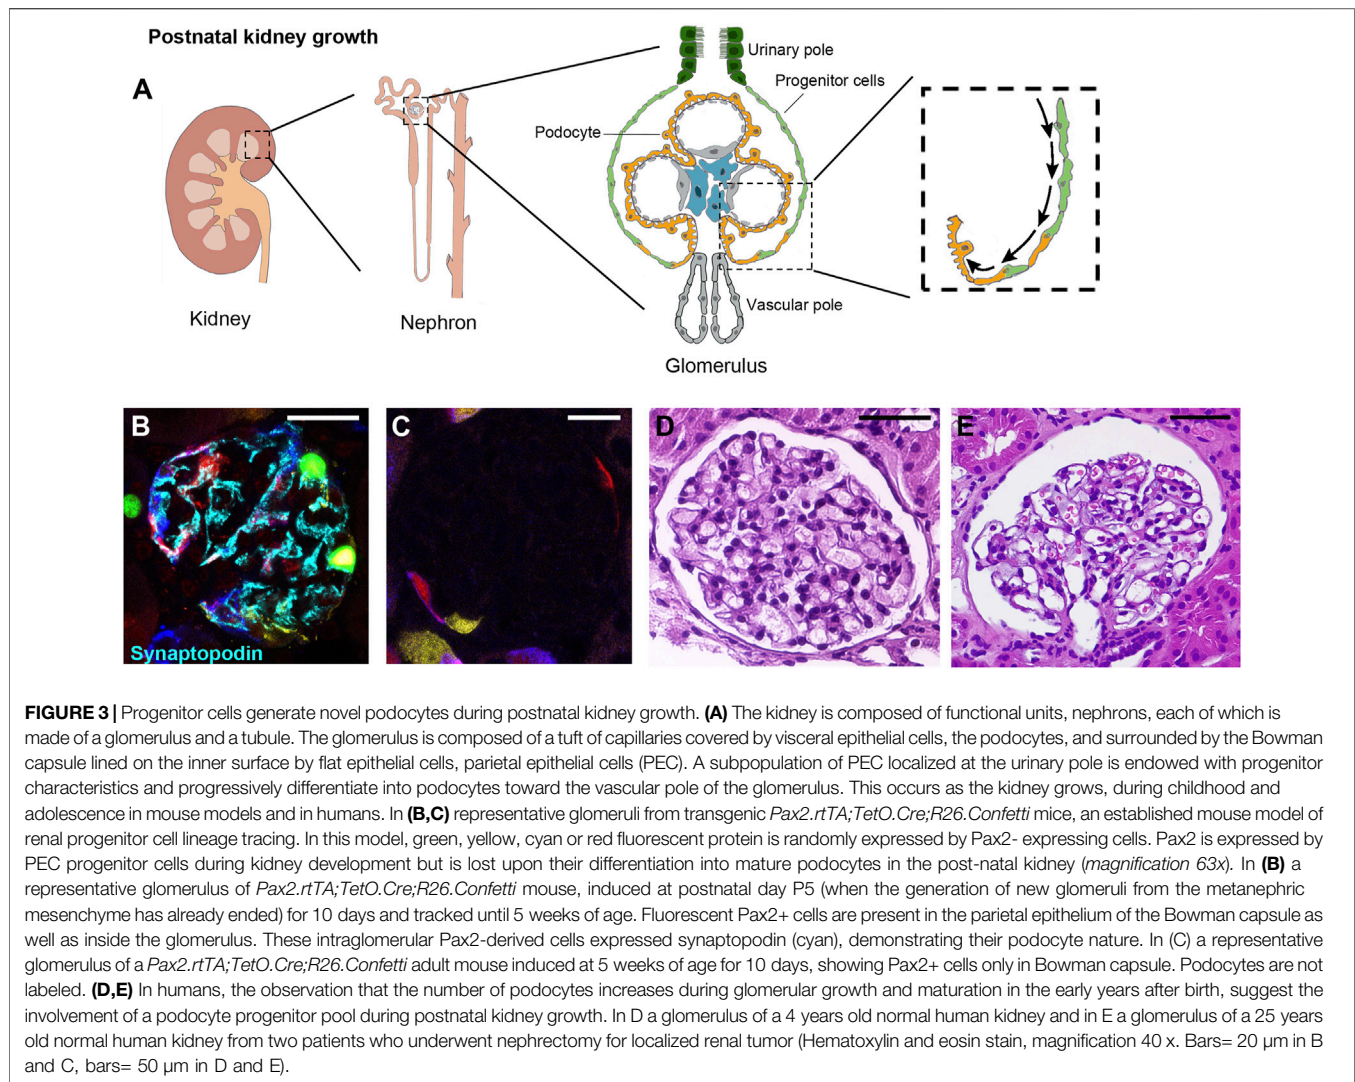 Postnatal kidney growth
A
Urinary pole
Progenitor cells
Podocyte
Vascular pole
Kidney
Nephron
Glomerulus
B
C
D
E
Synaptopodin
FIGURE 3 | Progenitor cells generate novel podocytes during postnatal kidney growth. (A) The kidney is composed of functional units, nephrons, each of which is
made of a glomerulus and a tubule. The glomerulus is composed of a tuft of capillaries covered by visceral epithelial cells, the podocytes, and surrounded by the Bowman
capsule lined on the inner surface by flat epithelial cells, parietal epithelial cells (PEC). A subpopulation of PEC localized at the urinary pole is endowed with progenitor
characteristics and progressively differentiate into podocytes toward the vascular pole of the glomerulus. This occurs as the kidney grows, during childhood and
adolescence in mouse models and in humans. In (B,C) representative glomeruli from transgenic Pax2.rtTA;TetO.Cre;R26.Confetti mice, an established mouse model of
renal progenitor cell lineage tracing. In this model, green, yellow, cyan or red fluorescent protein is randomly expressed by Pax2- expressing cells. Pax2 is expressed by
PEC progenitor cells during kidney development but is lost upon their differentiation into mature podocytes in the post-natal kidney (magnification 63x). In (B) a
representative glomerulus of Pax2.rtTA;TetO.Cre;R26.Confetti mouse, induced at postnatal day P5 (when the generation of new glomeruli from the metanephric
mesenchyme has already ended) for 10 days and tracked until 5 weeks of age. Fluorescent Pax2+ cells are present in the parietal epithelium of the Bowman capsule as
well as inside the glomerulus. These intraglomerular Pax2-derived cells expressed synaptopodin (cyan), demonstrating their podocyte nature. In (C) a representative
glomerulus of a Pax2.rtTA;TetO.Cre;R26.Confetti adult mouse induced at 5 weeks of age for 10 days, showing Pax2+ cells only in Bowman capsule. Podocytes are not
labeled. (D,E) In humans, the observation that the number of podocytes increases during glomerular growth and maturation in the early years after birth, suggest the
involvement of a podocyte progenitor pool during postnatal kidney growth. In D a glomerulus of a 4 years old normal human kidney and in E a glomerulus of a 25 years
old normal human kidney from two patients who underwent nephrectomy for localized renal tumor (Hematoxylin and eosin stain, magnification 40 x. Bars= 20 µm in B
and C, bars= 50 µm in D and E).